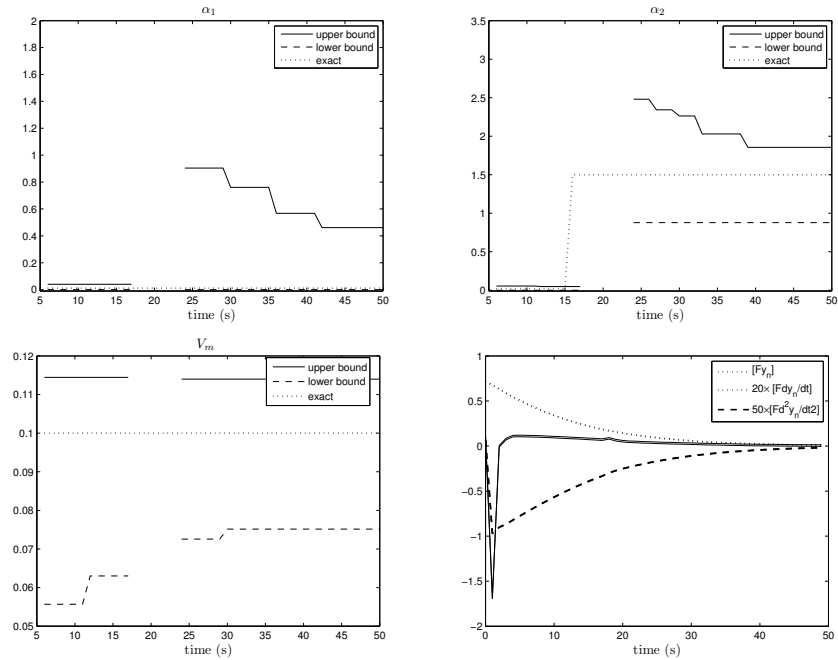 α1
2
1.8
1.6
1.4
1.2
1
0.8
0.6
0.4
0.2
0
5 10 15 20 25 30 35 40 45 50
time (s)
upper bound
lower bound
exact
α2
3.5
3
2.5
2
1.5
1
0.5
0
5 10 15 20 25 30 35 40 45 50
time (s)
upper bound
lower bound
exact
Vm
0.12
0.11
0.1
0.09
0.08
0.07
0.06
0.05
5 10 15 20 25 30 35 40 45 50
time (s)
upper bound
lower bound
exact
1
0.5
0
−0.5
−1
−1.5
−2
0 10 20 30 40 50
time (s)
[Fyn]
20× [Fdyn/dt]
50×[Fd²yn/dt2]